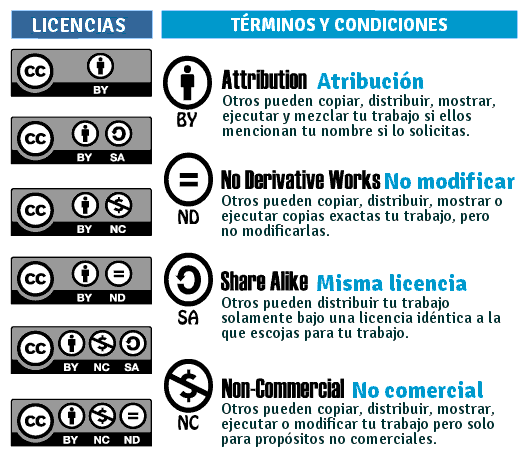 LICENCIAS
cc
BY
cc
BY SA
cc
BY NC
cc
BY ND
cc
BY NC SA
cc
BY NC ND
TÉRMINOS Y CONDICIONES
BY
Attribution Atribución
Otros pueden copiar, distribuir, mostrar,
ejecutar y mezclar tu trabajo si ellos
mencionan tu nombre si lo solicitas.
=
ND
No Derivative Works No modificar
Otros pueden copiar, distribuir, mostrar o
ejecutar copias exactas tu trabajo, pero
no modificarlas.
SA
Share Alike Misma licencia
Otros pueden distribuir tu trabajo
solamente bajo una licencia idéntica a la
que escojas para tu trabajo.
$
NC
Non-Commercial No comercial
Otros pueden copiar, distribuir, mostrar,
ejecutar o modificar tu trabajo pero solo
para propósitos no comerciales.